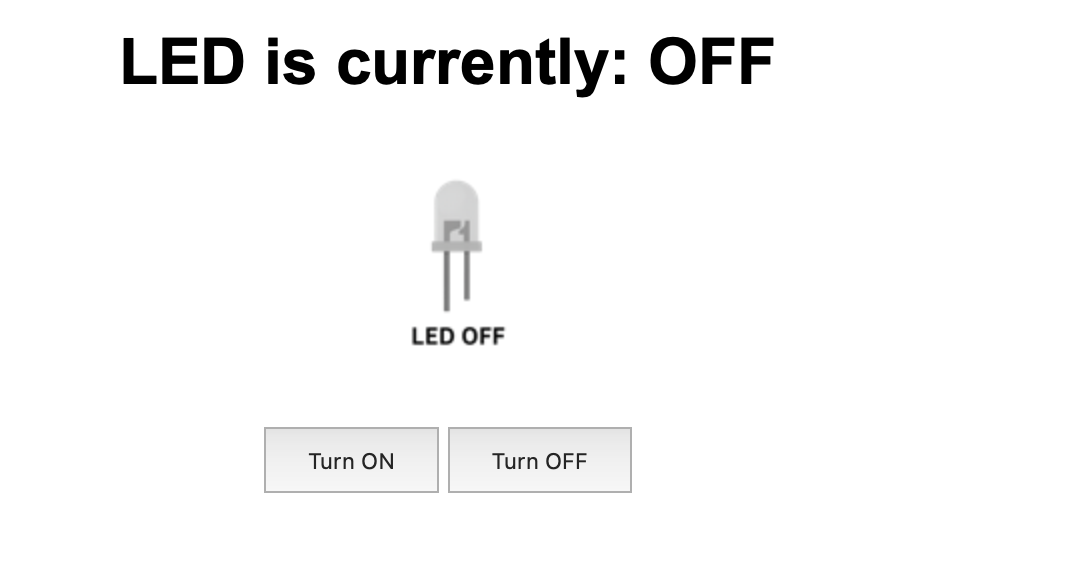 LED is currently: OFF
LED OFF
Turn ON Turn OFF